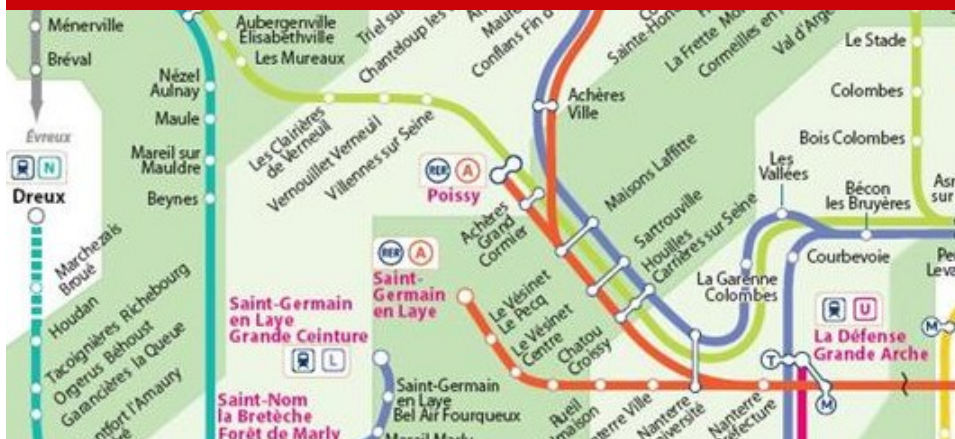 Ménerville
Bréval
Évreux
N
Dreux
Marchezais
Broué
Houdan
Tacoignières Richebourg
Orgerus Béhoust
Garancières la Queue
Aubergenville
Élisabethville
Les Mureaux
Nézel
Aulnay
Maule
Mareil sur
Mauldre
Beynes
Les Clairières
de Verneuil
Vernouillet Verneuil
Villennes sur Seine
RER A
Poissy
Achères
Grand
Cormier
Achères
Ville
Maisons Laffitte
Sartrouville
Houilles
Carrières sur Seine
Le Stade
Colombes
Bois Colombes
Les
Vallées
Bécon
les Bruyères
Courbevoie
La Garenne
Colombes
U
La Défense
Grande Arche
T
M
M
RER A
Saint-
Germain
en Laye
Le Vésinet
Le Pecq
Le Vésinet
Centre
Chatou
Croissy
Rueil
Saint-Germain
en Laye
Grande Ceinture
L
Saint-Germain
en Laye
Bel Air Fourqueux
Mareil Marly
Saint-Nom
la Bretèche
Forêt de Marly
Nanterre
Nanterre